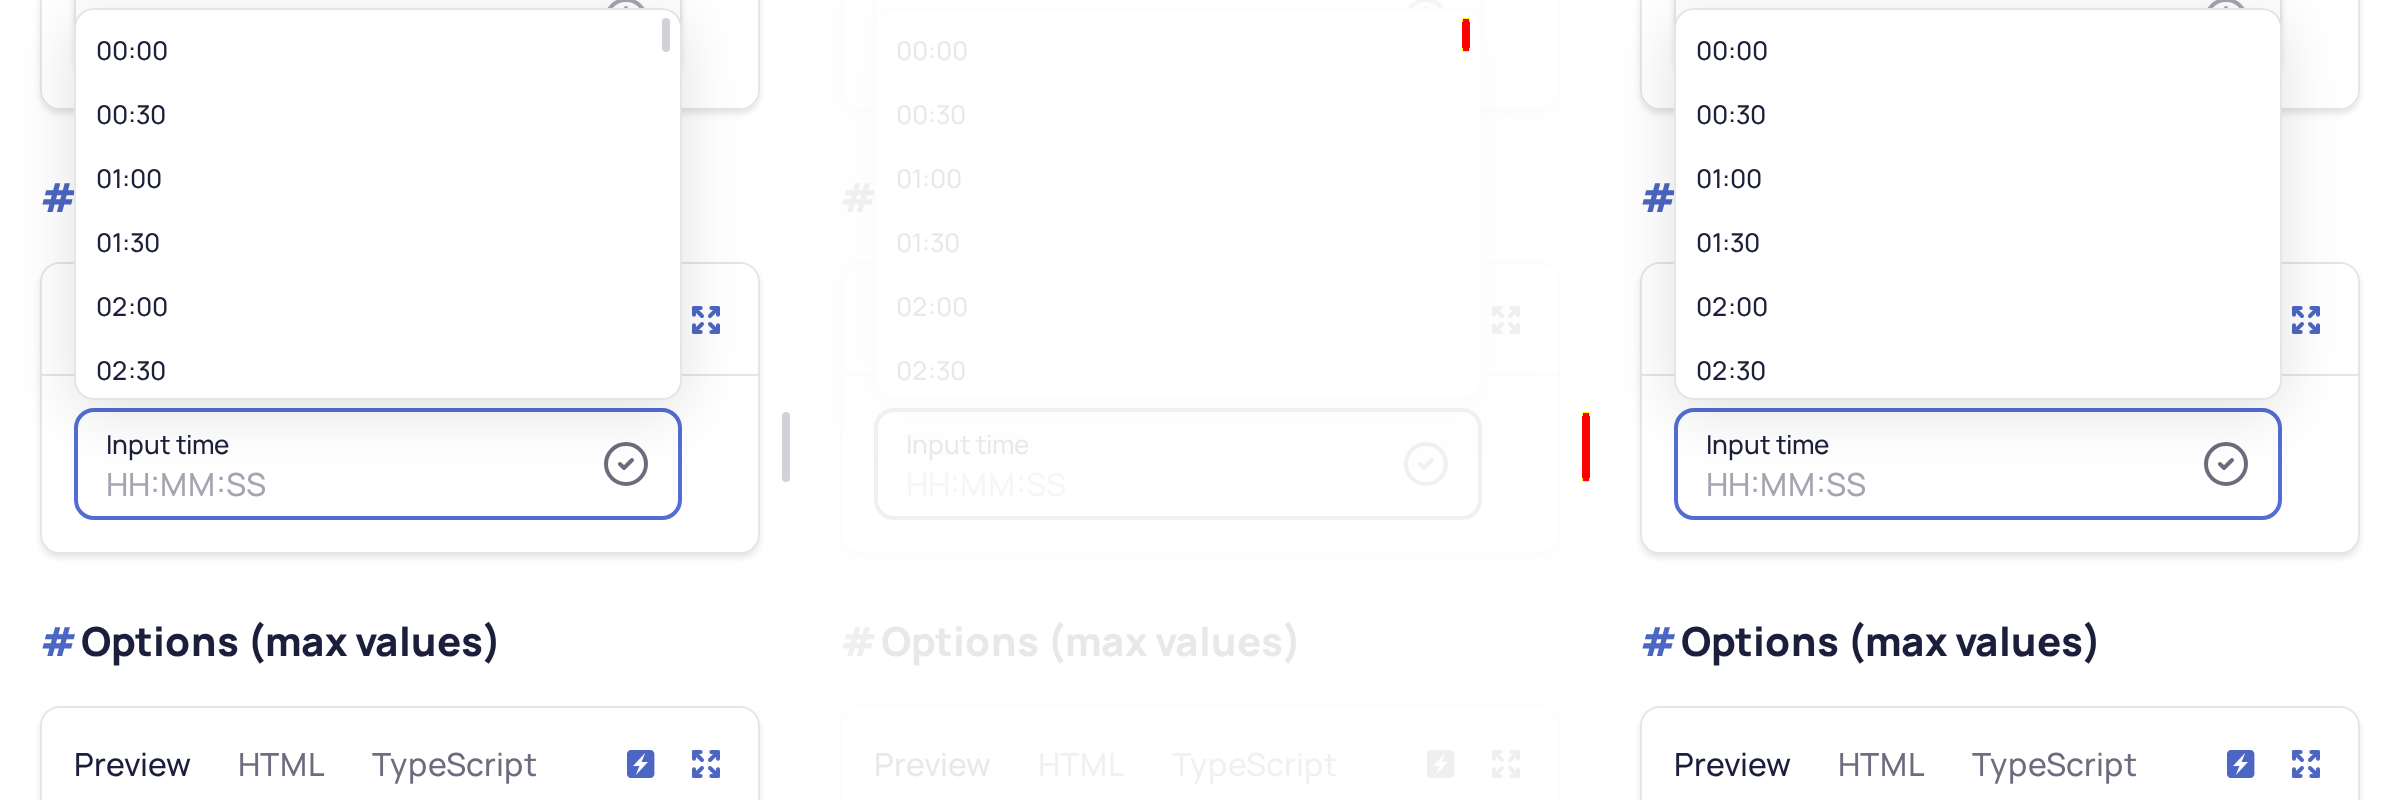 00:00
00:30
01:00
#
01:30
02:00
02:30
Input time
HH:MM:SS
# Options (max values)
Preview HTML TypeScript
00:00
00:30
01:00
#
01:30
02:00
02:30
Input time
HH:MM:SS
# Options (max values)
Preview HTML TypeScript
00:00
00:30
01:00
#
01:30
02:00
02:30
Input time
HH:MM:SS
# Options (max values)
Preview HTML TypeScript